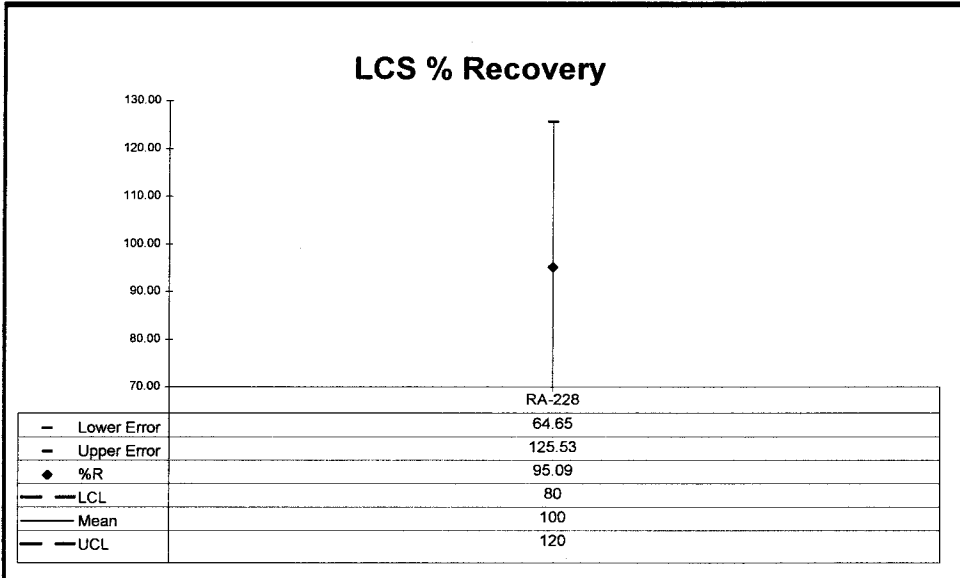 LCS % Recovery
130.00
120.00
110.00
100.00
90.00
80.00
70.00
RA-228
– Lower Error 64.65
– Upper Error 125.53
◆ %R 95.09
LCL 80
Mean 100
UCL 120